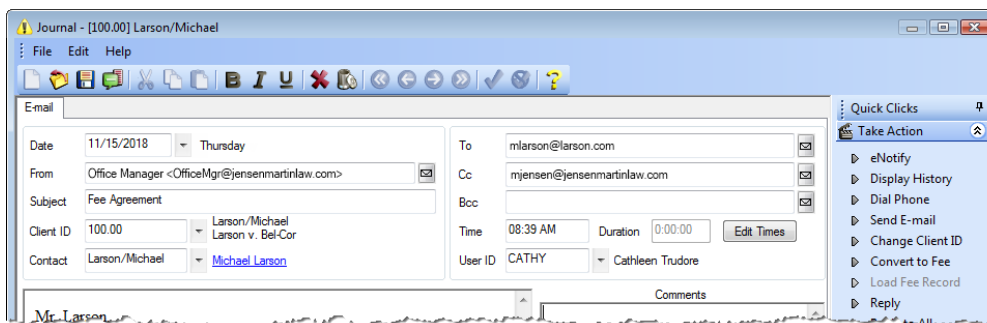 Journal - [100.00] Larson/Michael
File Edit Help
B I U
E-mail
Date 11/15/2018 Thursday
From Office Manager <OfficeMgr@jensenmartinlaw.com>
Subject Fee Agreement
Client ID 100.00 Larson/Michael
Larson v. Bel-Cor
Contact Larson/Michael Michael Larson
To mlarson@larson.com
Cc mjensen@jensenmartinlaw.com
Bcc
Time 08:39 AM Duration 0:00:00 Edit Times
User ID CATHY Cathleen Trudore
Mr. Larson
Comments
Quick Clicks
Take Action
eNotify
Display History
Dial Phone
Send E-mail
Change Client ID
Convert to Fee
Load Fee Record
Reply